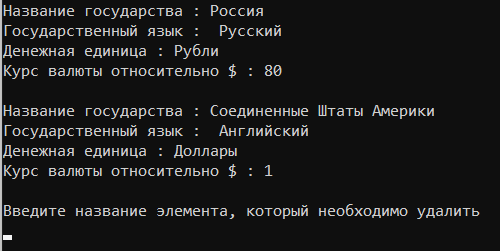 Название государства : Россия
Государственный язык :  Русский
Денежная единица : Рубли
Курс валюты относительно $ : 80
Название государства : Соединенные Штаты Америки
Государственный язык :  Английский
Денежная единица : Доллары
Курс валюты относительно $ : 1
Введите название элемента, который необходимо удалить